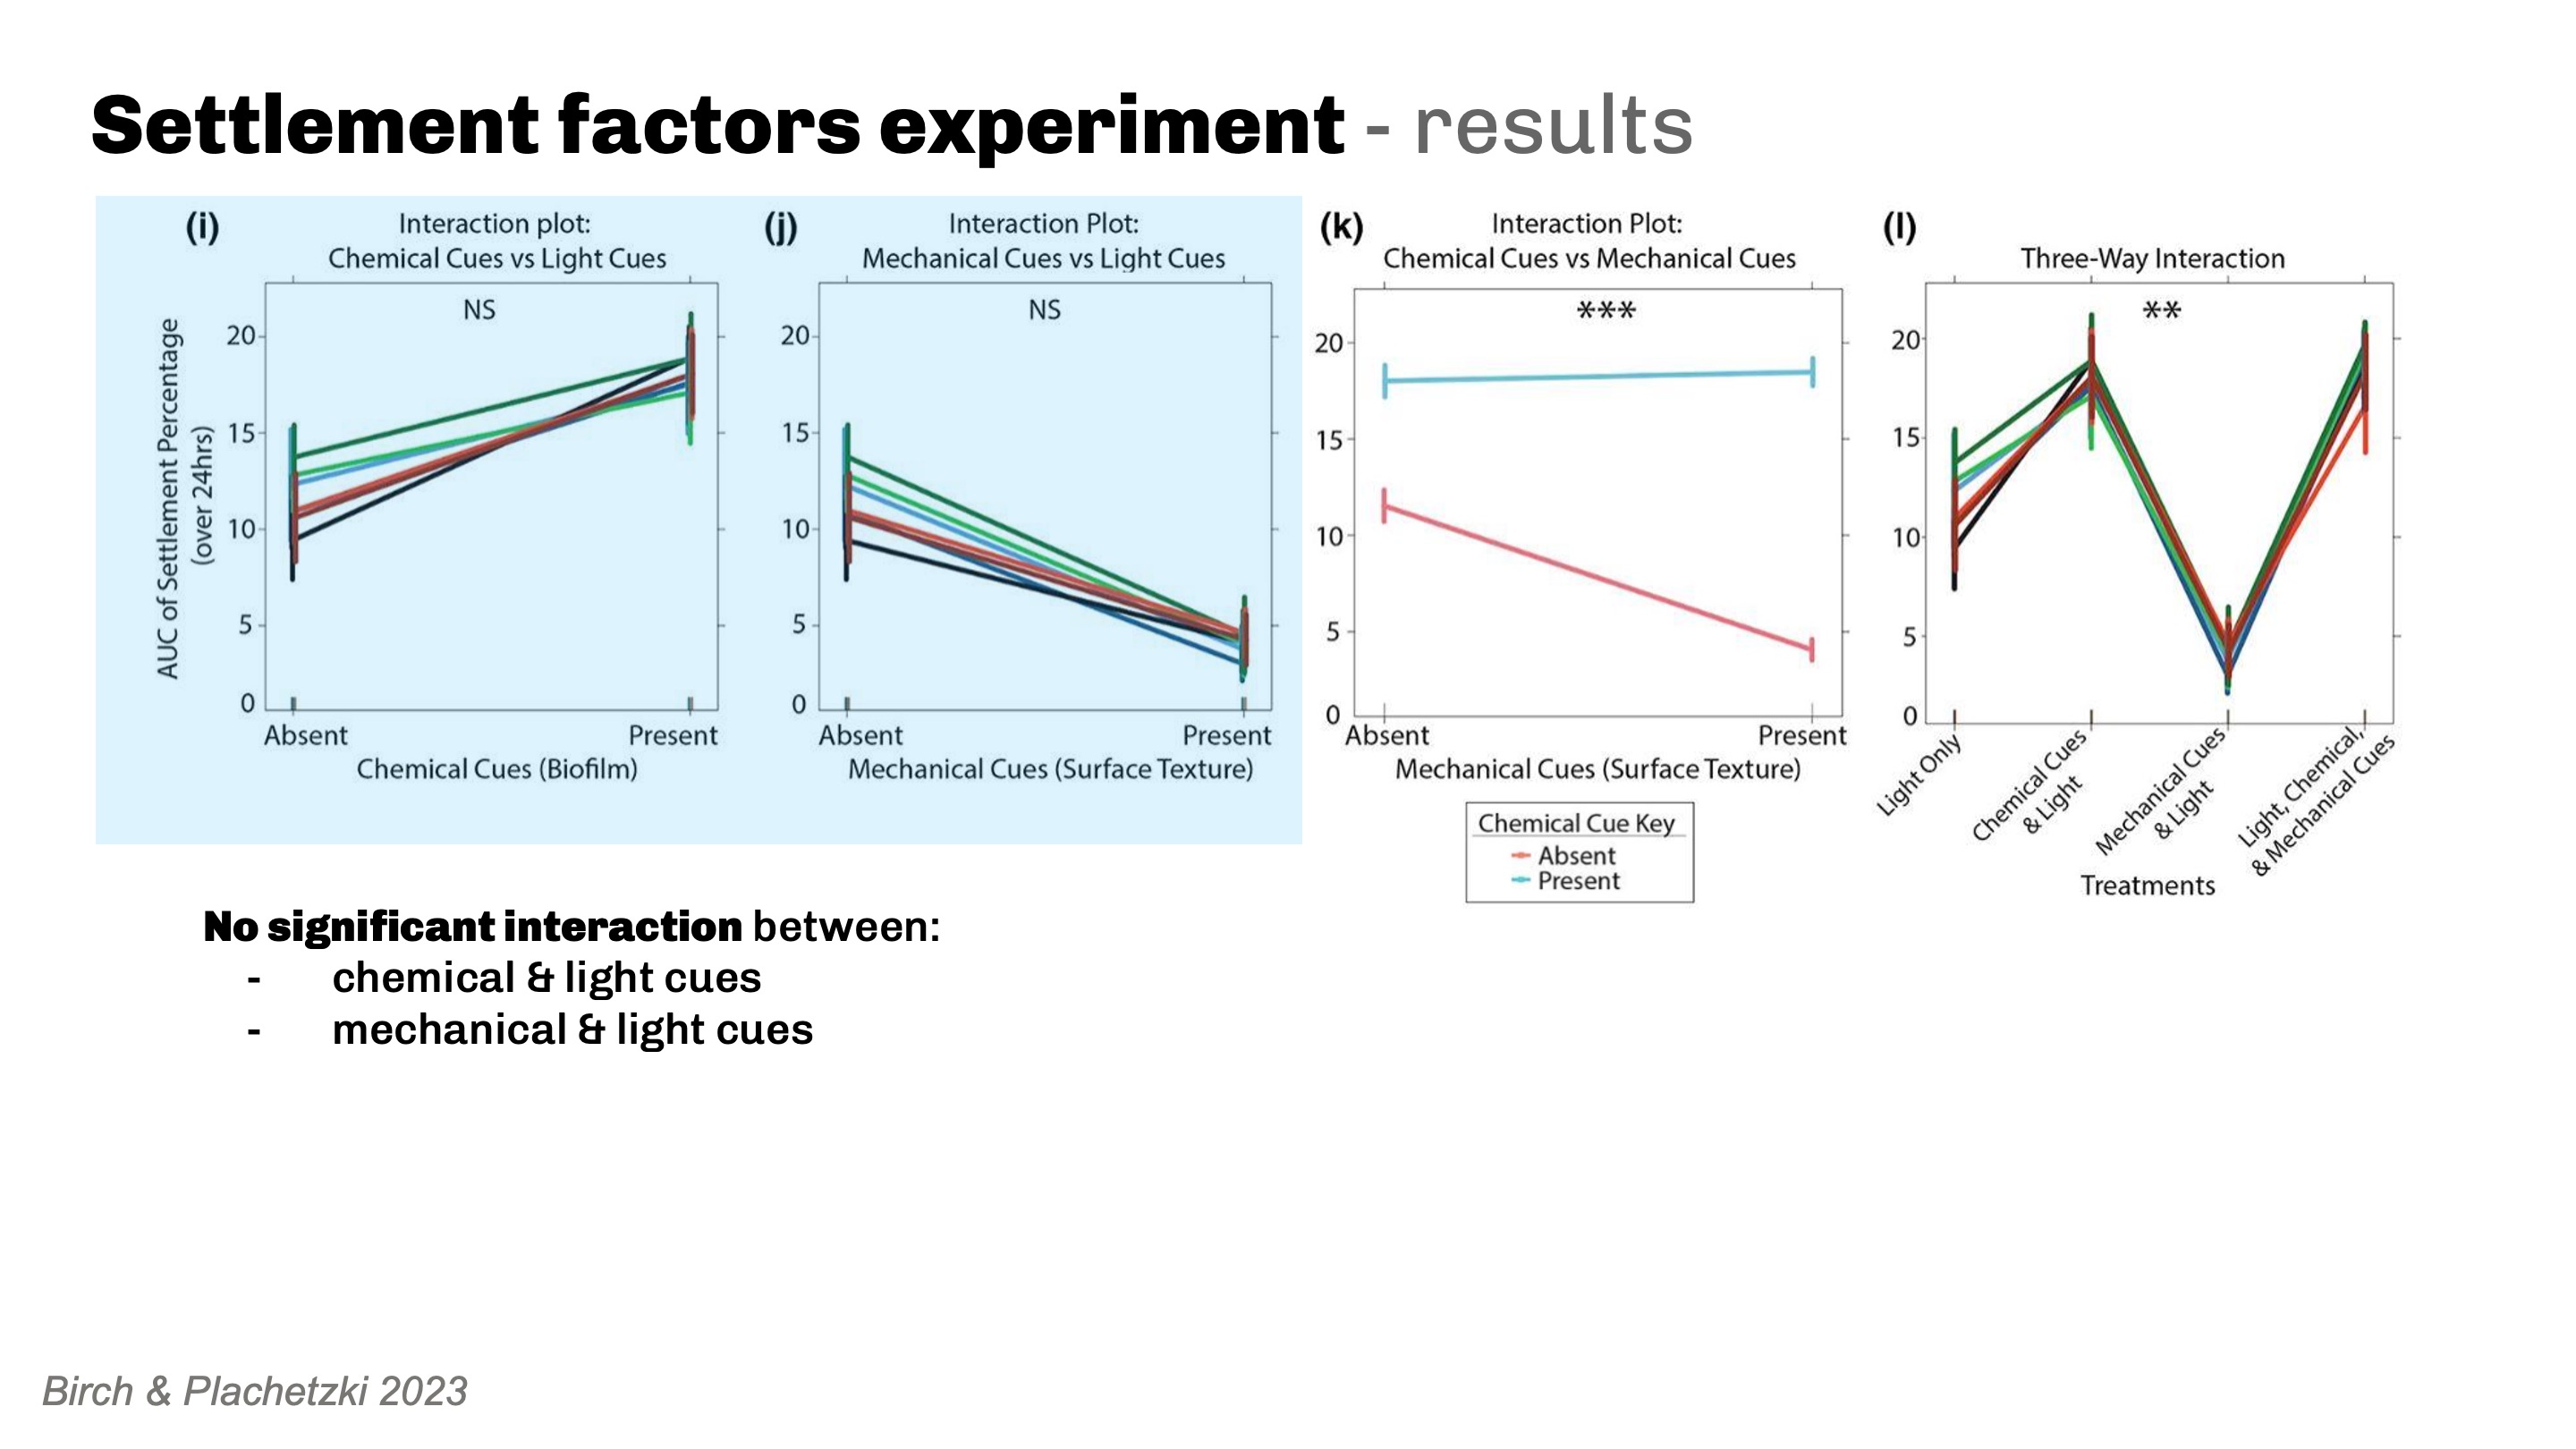 Settlement factors experiment - results
(i)
Interaction plot:
Chemical Cues vs Light Cues
NS
AUC of Settlement Percentage
(over 24hrs)
20
15
10
5
0
Absent
Present
Chemical Cues (Biofilm)
(j)
Interaction Plot:
Mechanical Cues vs Light Cues
NS
20
15
10
5
0
Absent
Present
Mechanical Cues (Surface Texture)
(k)
Interaction Plot:
Chemical Cues vs Mechanical Cues
***
20
15
10
5
0
Absent
Present
Mechanical Cues (Surface Texture)
Chemical Cue Key
Absent
Present
(l)
Three-Way Interaction
**
20
15
10
5
0
Light Only
Chemical Cues
& Light
Mechanical Cues
& Light
Light, Chemical,
& Mechanical Cues
Treatments
No significant interaction between:
- chemical & light cues
- mechanical & light cues
Birch & Plachetzki 2023